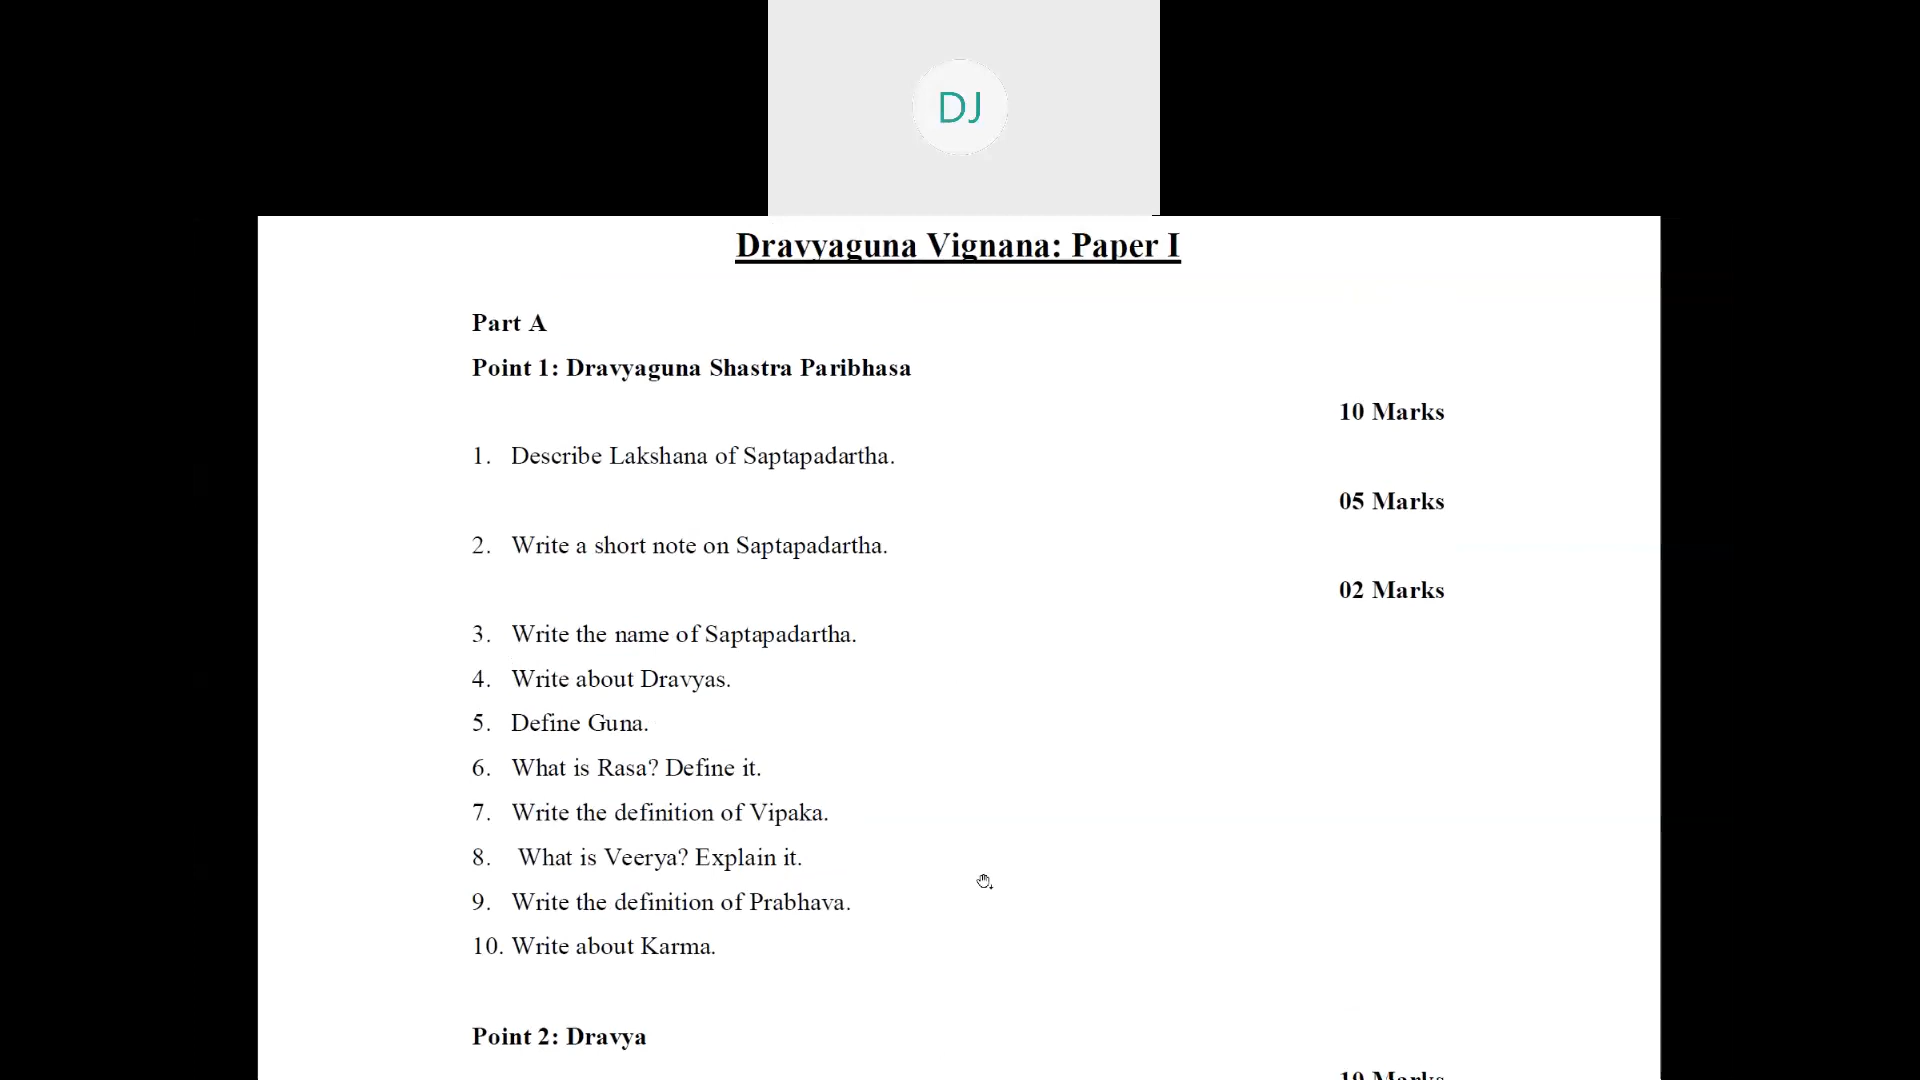 DJ
Dravyaguna Vignana: Paper I
Part A
Point 1: Dravyaguna Shastra Paribhasa
10 Marks
1. Describe Lakshana of Saptapadartha.
05 Marks
2. Write a short note on Saptapadartha.
02 Marks
3. Write the name of Saptapadartha.
4. Write about Dravyas.
5. Define Guna.
6. What is Rasa? Define it.
7. Write the definition of Vipaka.
8. What is Veerya? Explain it.
9. Write the definition of Prabhava.
10. Write about Karma.
Point 2: Dravya
10 Marks